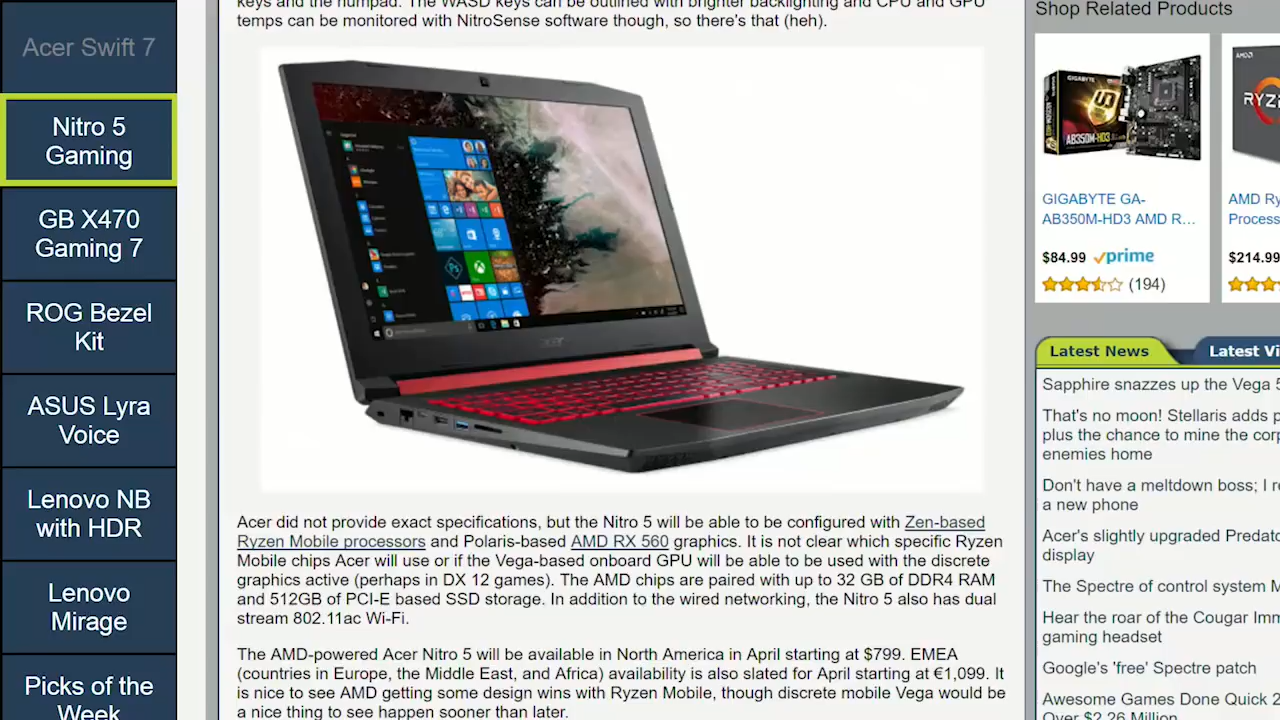 Acer Swift 7
Nitro 5
Gaming
GB X470
Gaming 7
ROG Bezel
Kit
ASUS Lyra
Voice
Lenovo NB
with HDR
Lenovo
Mirage
Picks of the
Week
keys and the numpad. The WASD keys can be outlined with brighter backlighting and CPU and GPU
temps can be monitored with NitroSense software though, so there's that (heh).
Acer did not provide exact specifications, but the Nitro 5 will be able to be configured with Zen-based
Ryzen Mobile processors and Polaris-based AMD RX 560 graphics. It is not clear which specific Ryzen
Mobile chips Acer will use or if the Vega-based onboard GPU will be able to be used with the discrete
graphics active (perhaps in DX 12 games). The AMD chips are paired with up to 32 GB of DDR4 RAM
and 512GB of PCI-E based SSD storage. In addition to the wired networking, the Nitro 5 also has dual
stream 802.11ac Wi-Fi.
The AMD-powered Acer Nitro 5 will be available in North America in April starting at $799. EMEA
(countries in Europe, the Middle East, and Africa) availability is also slated for April starting at €1,099. It
is nice to see AMD getting some design wins with Ryzen Mobile, though discrete mobile Vega would be
a nice thing to see happen sooner than later.
Shop Related Products
GIGABYTE
AB350M-HD3
AMD
RYZE
GIGABYTE GA-
AB350M-HD3 AMD R...
$84.99 prime
(194)
AMD Ry
Process
$214.99
Latest News
Latest Vi
Sapphire snazzes up the Vega 5
That's no moon! Stellaris adds p
plus the chance to mine the corp
enemies home
Don't have a meltdown boss; I re
a new phone
Acer's slightly upgraded Predato
display
The Spectre of control system M
Hear the roar of the Cougar Imm
gaming headset
Google's 'free' Spectre patch
Awesome Games Done Quick 2
Over $2.26 Million